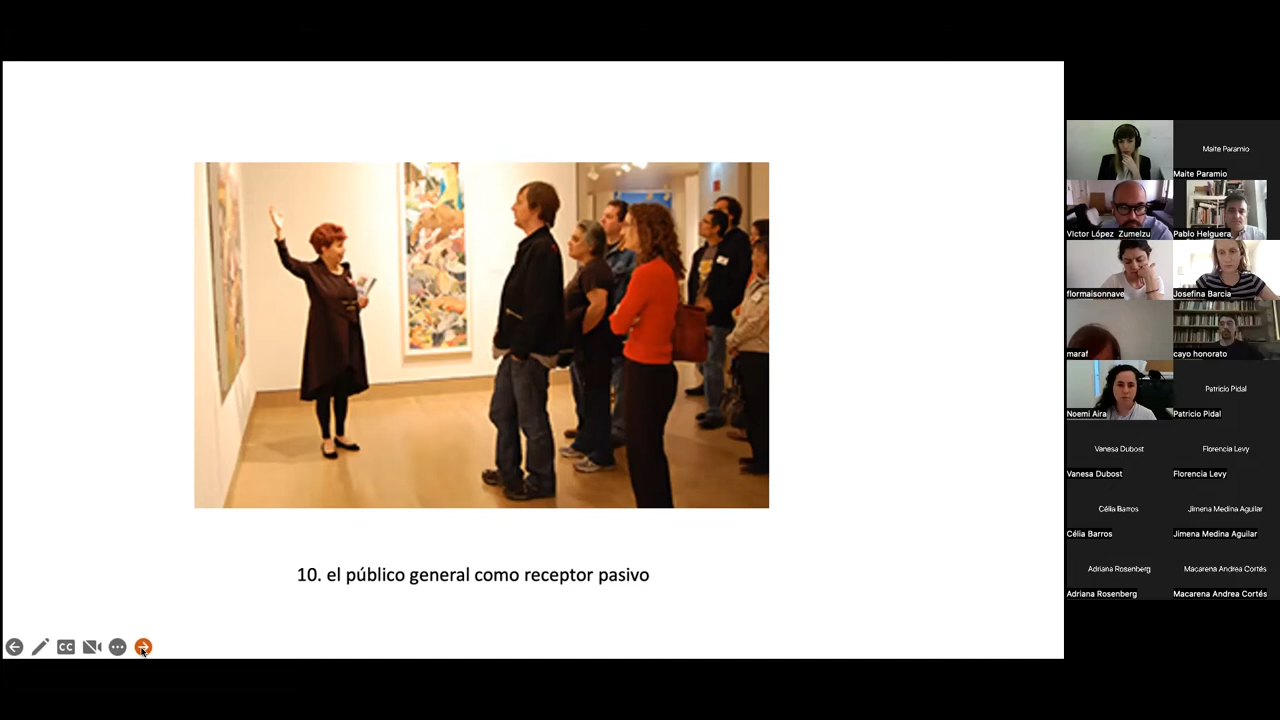 10. el público general como receptor pasivo
CC
Maite Paramio
Maite Paramio
VIctor López Zumelzu
Pablo Helguera
flormaisonnave
Josefina Barcia
maraf
cayo honorato
Noemi Aira
Patricio Pidal
Patricio Pidal
Vanesa Dubost
Florencia Levy
Vanesa Dubost
Florencia Levy
Célia Barros
Jimena Medina Aguilar
Célia Barros
Jimena Medina Aguilar
Adriana Rosenberg
Macarena Andrea Cortés
Adriana Rosenberg
Macarena Andrea Cortés